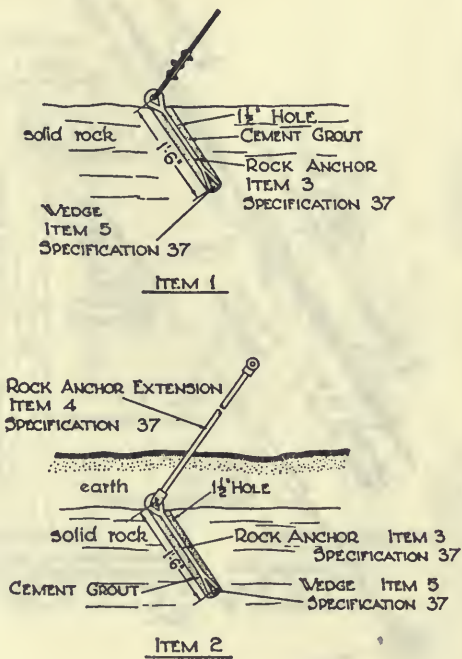 solid rock
1½" HOLE
CEMENT GROUT
ROCK ANCHOR
ITEM 3
SPECIFICATION 37
1'6"
WEDGE
ITEM 5
SPECIFICATION 37
ITEM 1
ROCK ANCHOR EXTENSION
ITEM 4
SPECIFICATION 37
earth
1½" HOLE
solid rock
ROCK ANCHOR ITEM 3
SPECIFICATION 37
1'6"
CEMENT GROUT
WEDGE ITEM 5
SPECIFICATION 37
ITEM 2